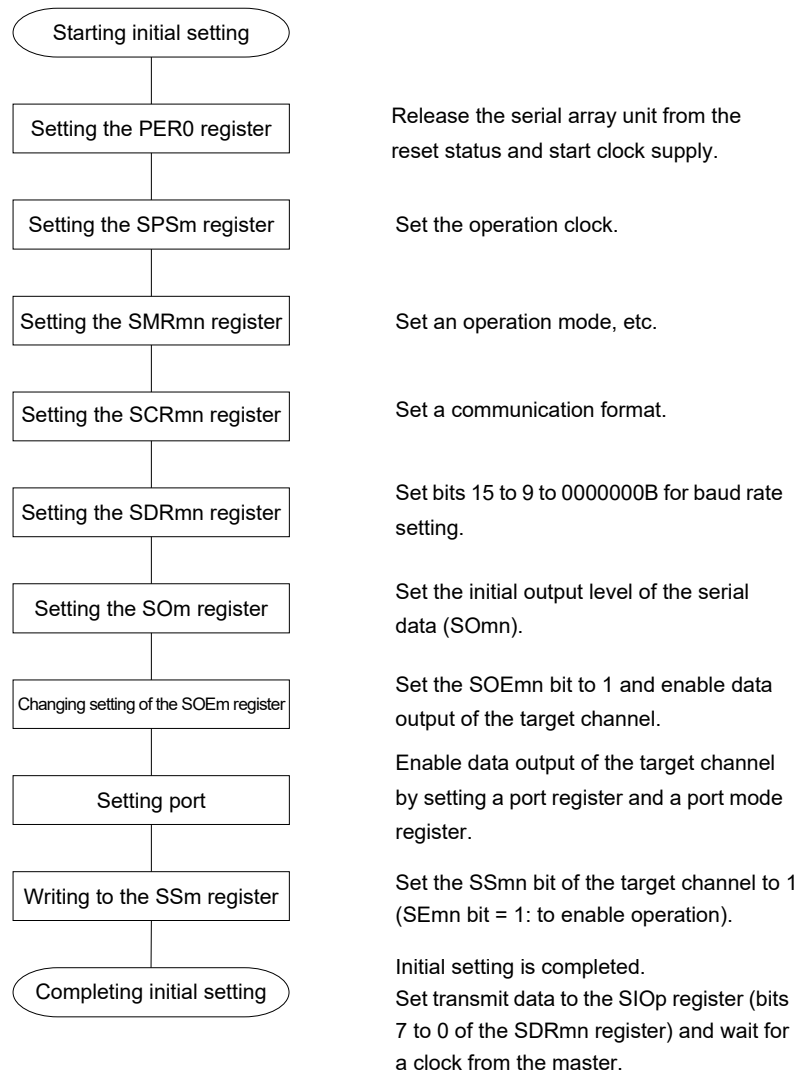 Starting initial setting
Setting the PER0 register
Release the serial array unit from the
reset status and start clock supply.
Setting the SPSm register
Set the operation clock.
Setting the SMRmn register
Set an operation mode, etc.
Setting the SCRmn register
Set a communication format.
Setting the SDRmn register
Set bits 15 to 9 to 0000000B for baud rate
setting.
Setting the SOm register
Set the initial output level of the serial
data (SOmn).
Changing setting of the SOEm register
Set the SOEmn bit to 1 and enable data
output of the target channel.
Setting port
Enable data output of the target channel
by setting a port register and a port mode
register.
Writing to the SSm register
Set the SSmn bit of the target channel to 1
(SEmn bit = 1: to enable operation).
Completing initial setting
Initial setting is completed.
Set transmit data to the SIOp register (bits
7 to 0 of the SDRmn register) and wait for
a clock from the master.